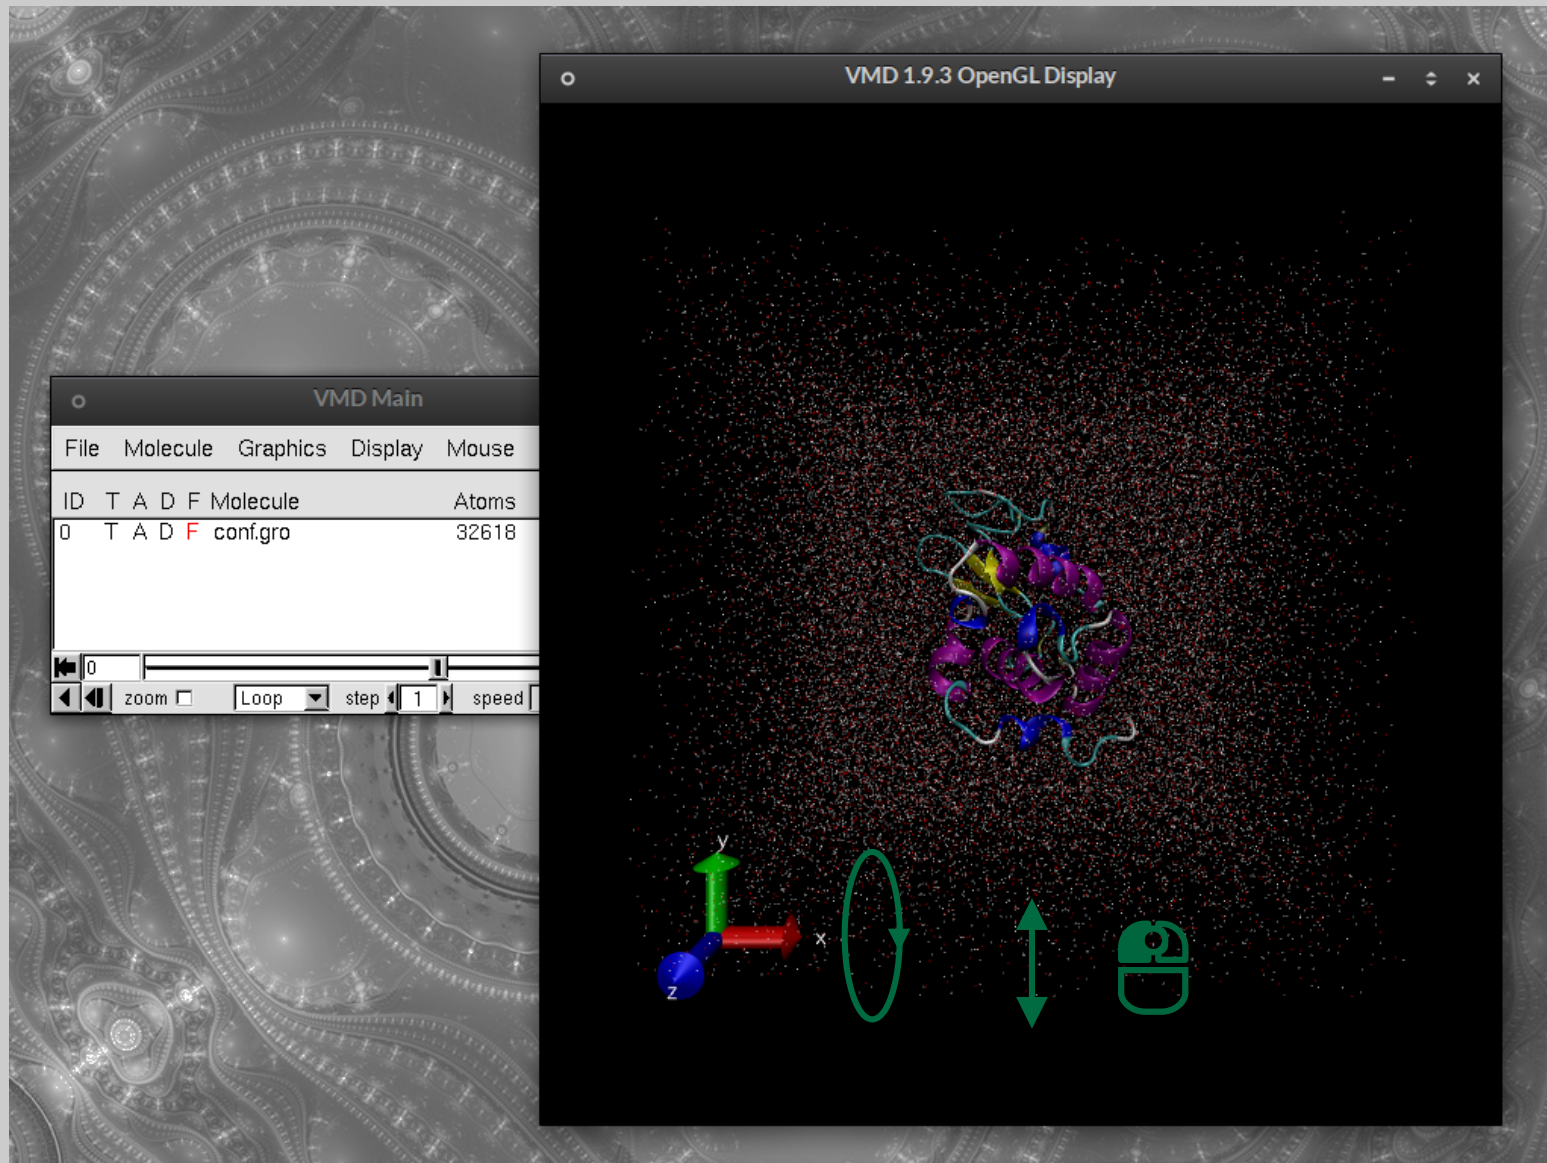 VMD 1.9.3 OpenGL Display
VMD Main
File Molecule Graphics Display Mouse
ID T A D F Molecule Atoms
0 T A D F conf.gro 32618
0
zoom Loop step 1 speed
y
x
z